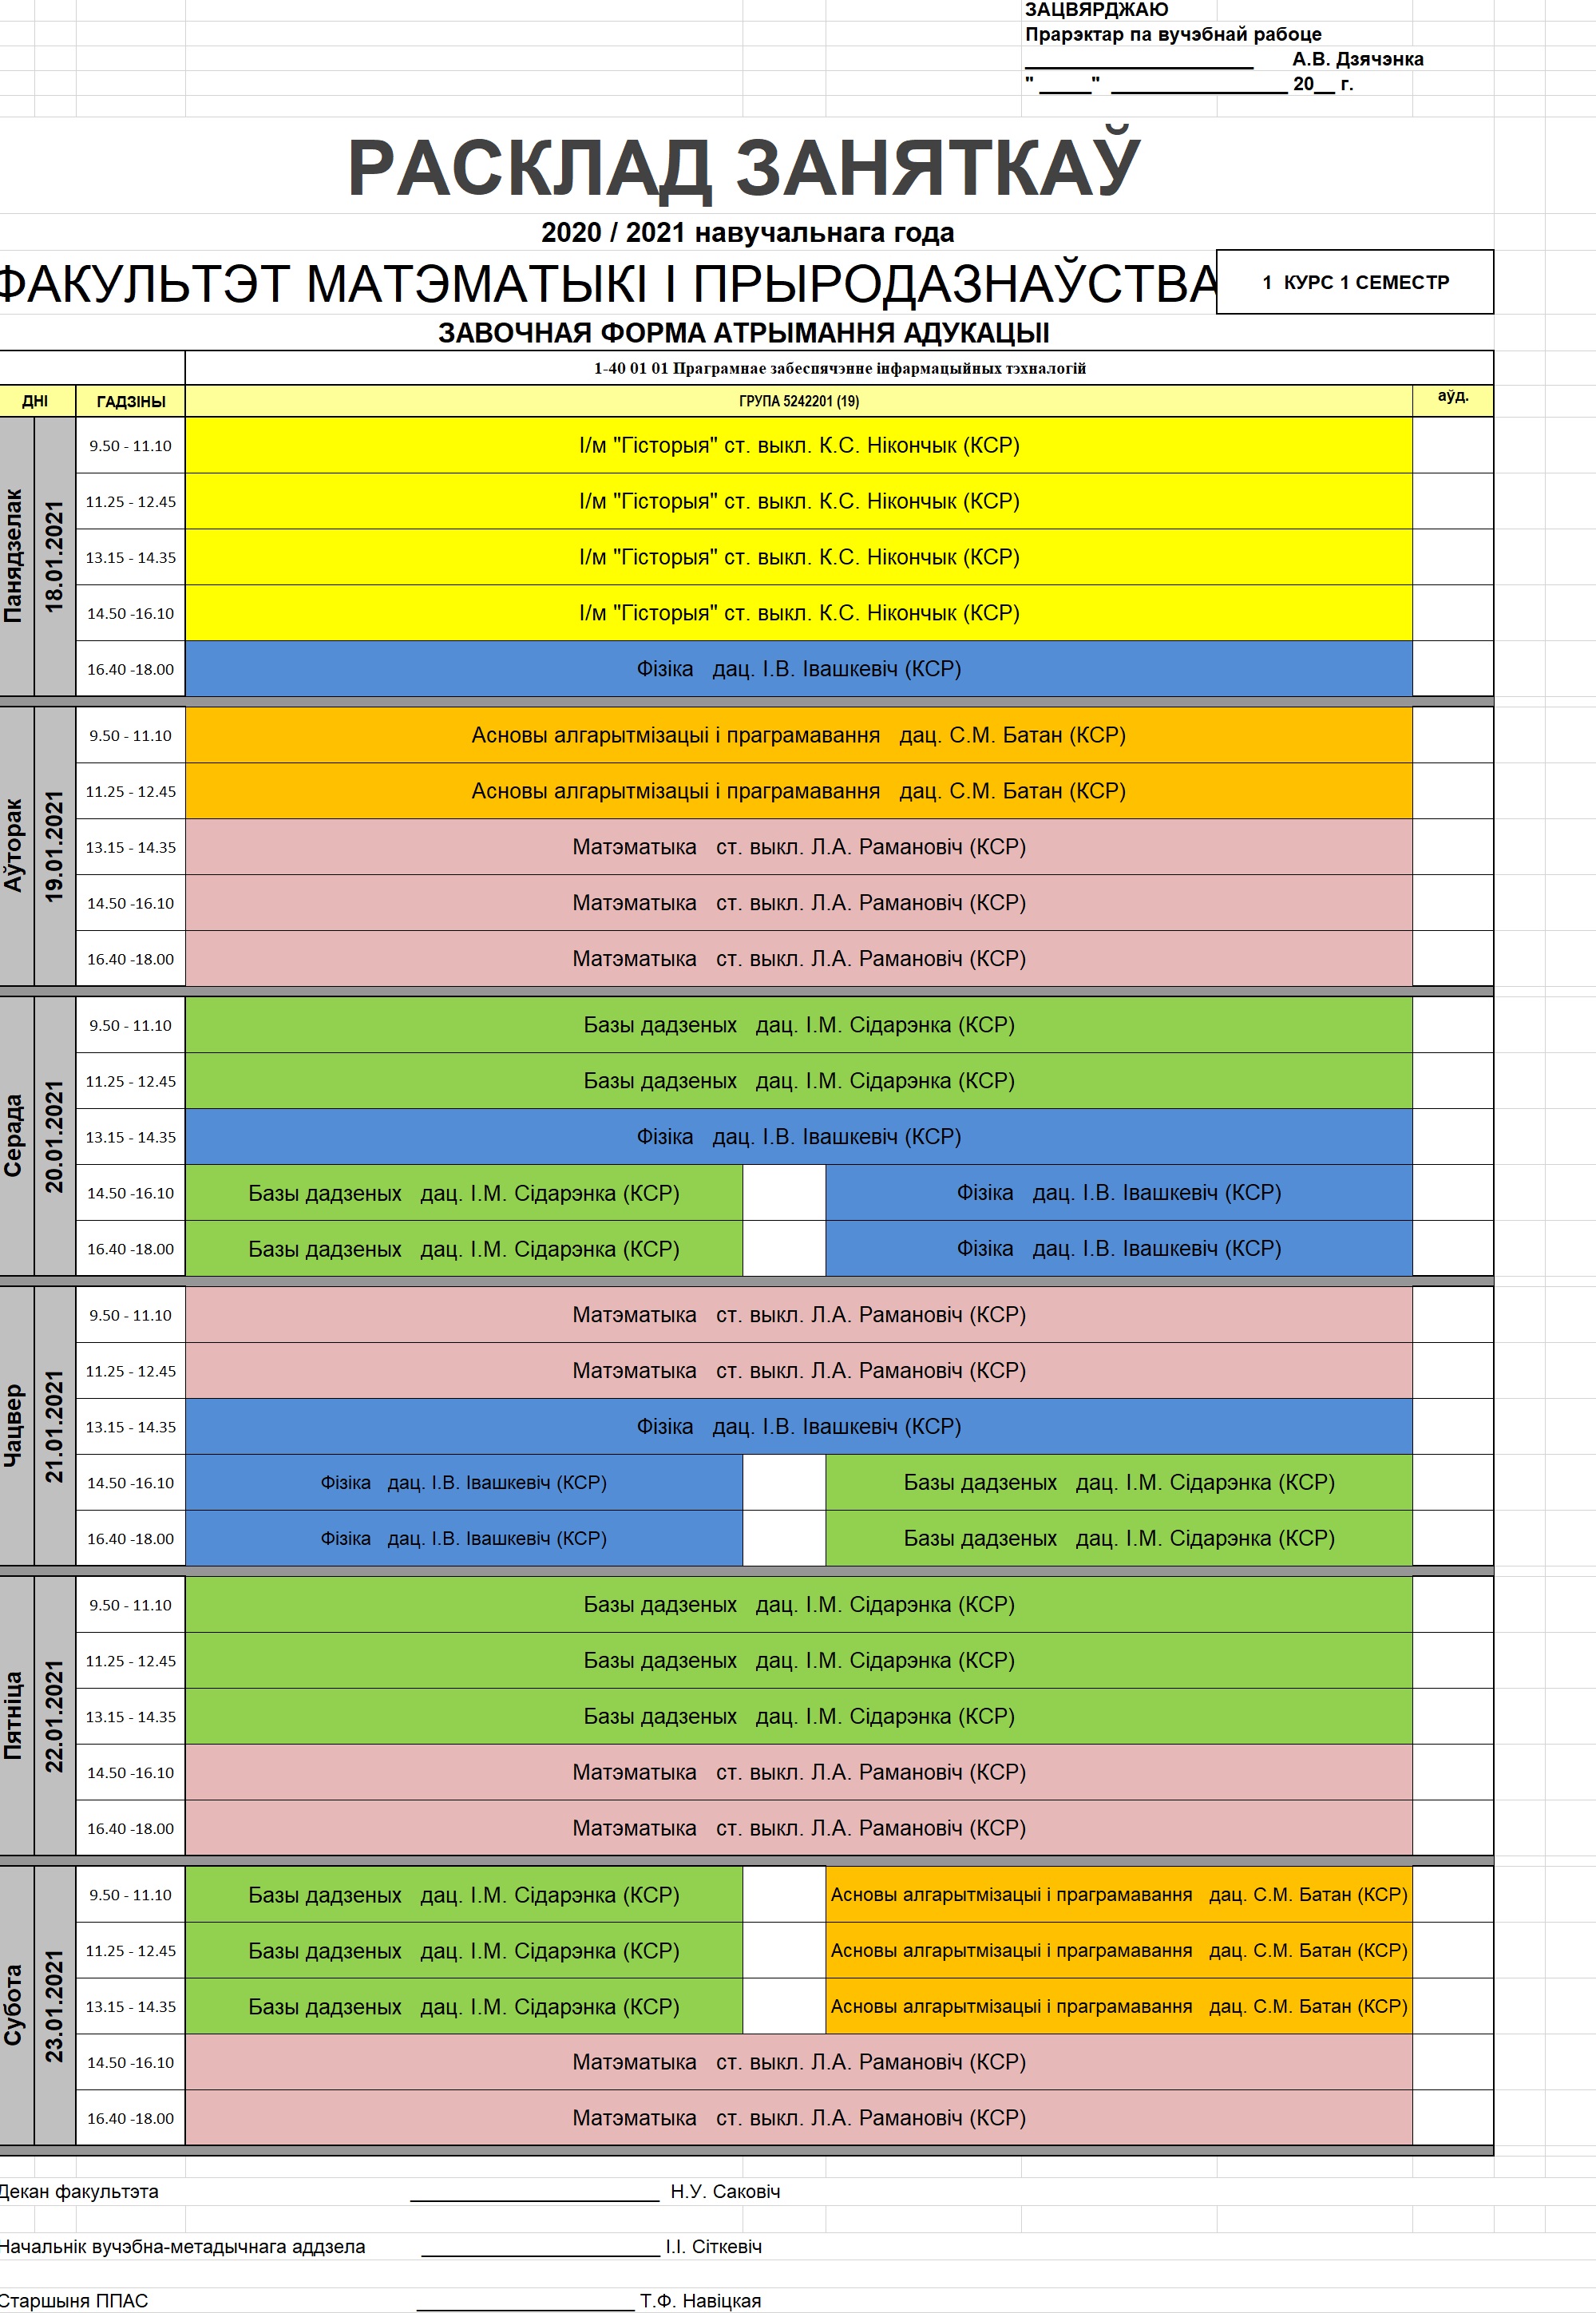 ЗАЦВЯРДЖАЮ
Прарэктар па вучэбнай рабоце
А.В. Дзячэнка
" _____" _________________ 20__ г.
РАСКЛАД ЗАНЯТКАЎ
2020 / 2021 навучальнага года
ФАКУЛЬТЭТ МАТЭМАТЫКІ І ПРЫРОДАЗНАЎСТВА
1 КУРС 1 СЕМЕСТР
ЗАВОЧНАЯ ФОРМА АТРЫМАННЯ АДУКАЦЫІ
1-40 01 01 Праграмнае забеспячэнне інфармацыйных тэхналогій
ДНІ ГАДЗІНЫ ГРУПА 5242201 (19) аўд.
Панядзелак 18.01.2021
9.50 - 11.10 І/м "Гісторыя" ст. выкл. К.С. Нікончык (КСР)
11.25 - 12.45 І/м "Гісторыя" ст. выкл. К.С. Нікончык (КСР)
13.15 - 14.35 І/м "Гісторыя" ст. выкл. К.С. Нікончык (КСР)
14.50 -16.10 І/м "Гісторыя" ст. выкл. К.С. Нікончык (КСР)
16.40 -18.00 Фізіка дац. І.В. Івашкевіч (КСР)
Аўторак 19.01.2021
9.50 - 11.10 Асновы алгарытмізацыі і праграмавання дац. С.М. Батан (КСР)
11.25 - 12.45 Асновы алгарытмізацыі і праграмавання дац. С.М. Батан (КСР)
13.15 - 14.35 Матэматыка ст. выкл. Л.А. Рамановіч (КСР)
14.50 -16.10 Матэматыка ст. выкл. Л.А. Рамановіч (КСР)
16.40 -18.00 Матэматыка ст. выкл. Л.А. Рамановіч (КСР)
Серада 20.01.2021
9.50 - 11.10 Базы дадзеных дац. І.М. Сідарэнка (КСР)
11.25 - 12.45 Базы дадзеных дац. І.М. Сідарэнка (КСР)
13.15 - 14.35 Фізіка дац. І.В. Івашкевіч (КСР)
14.50 -16.10 Базы дадзеных дац. І.М. Сідарэнка (КСР) Фізіка дац. І.В. Івашкевіч (КСР)
16.40 -18.00 Базы дадзеных дац. І.М. Сідарэнка (КСР) Фізіка дац. І.В. Івашкевіч (КСР)
Чацвер 21.01.2021
9.50 - 11.10 Матэматыка ст. выкл. Л.А. Рамановіч (КСР)
11.25 - 12.45 Матэматыка ст. выкл. Л.А. Рамановіч (КСР)
13.15 - 14.35 Фізіка дац. І.В. Івашкевіч (КСР)
14.50 -16.10 Фізіка дац. І.В. Івашкевіч (КСР) Базы дадзеных дац. І.М. Сідарэнка (КСР)
16.40 -18.00 Фізіка дац. І.В. Івашкевіч (КСР) Базы дадзеных дац. І.М. Сідарэнка (КСР)
Пятніца 22.01.2021
9.50 - 11.10 Базы дадзеных дац. І.М. Сідарэнка (КСР)
11.25 - 12.45 Базы дадзеных дац. І.М. Сідарэнка (КСР)
13.15 - 14.35 Базы дадзеных дац. І.М. Сідарэнка (КСР)
14.50 -16.10 Матэматыка ст. выкл. Л.А. Рамановіч (КСР)
16.40 -18.00 Матэматыка ст. выкл. Л.А. Рамановіч (КСР)
Субота 23.01.2021
9.50 - 11.10 Базы дадзеных дац. І.М. Сідарэнка (КСР) Асновы алгарытмізацыі і праграмавання дац. С.М. Батан (КСР)
11.25 - 12.45 Базы дадзеных дац. І.М. Сідарэнка (КСР) Асновы алгарытмізацыі і праграмавання дац. С.М. Батан (КСР)
13.15 - 14.35 Базы дадзеных дац. І.М. Сідарэнка (КСР) Асновы алгарытмізацыі і праграмавання дац. С.М. Батан (КСР)
14.50 -16.10 Матэматыка ст. выкл. Л.А. Рамановіч (КСР)
16.40 -18.00 Матэматыка ст. выкл. Л.А. Рамановіч (КСР)
Декан факультэта Н.У. Саковіч
Начальнік вучэбна-метадычнага аддзела І.І. Сіткевіч
Старшыня ППАС Т.Ф. Навіцкая